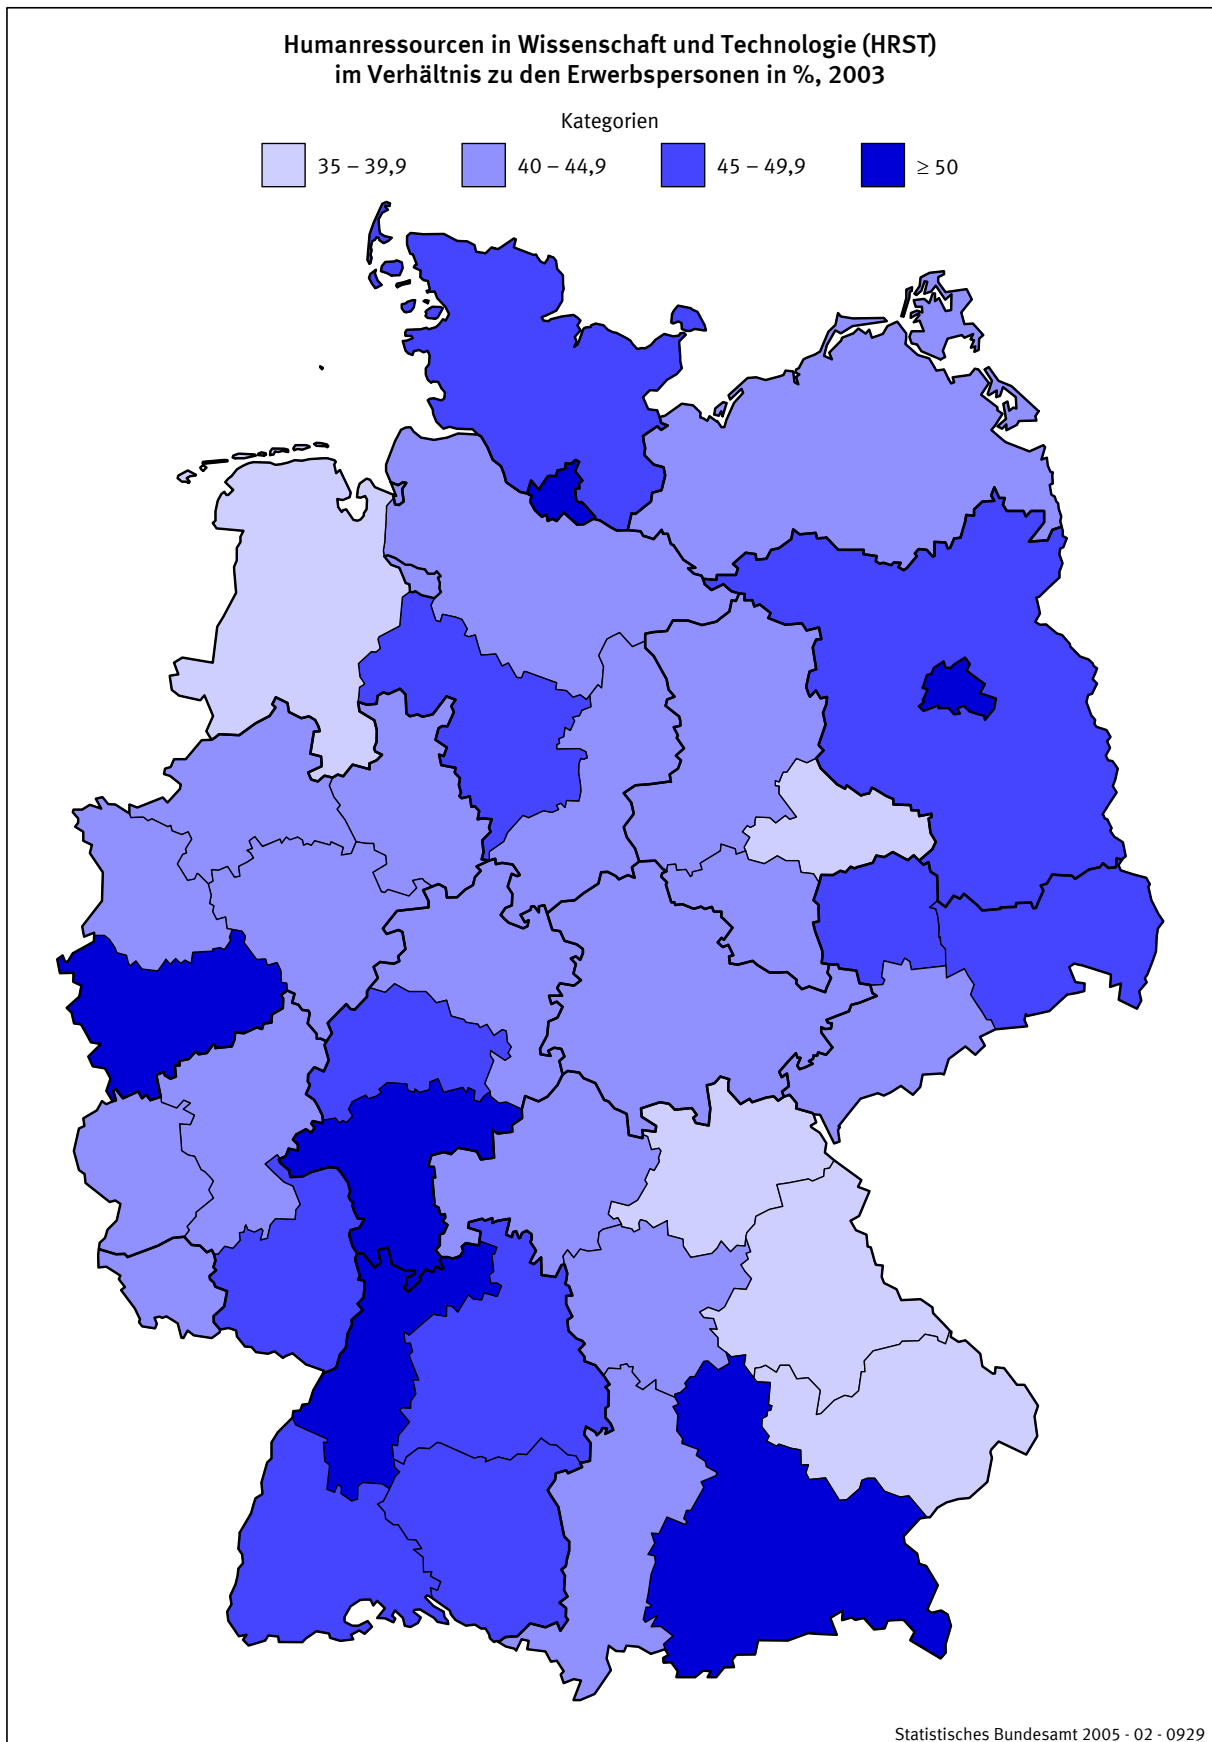 Humanressourcen in Wissenschaft und Technologie (HRST)
im Verhältnis zu den Erwerbspersonen in %, 2003
Kategorien
35 – 39,9 40 – 44,9 45 – 49,9 ≥ 50
Statistisches Bundesamt 2005 - 02 - 0929